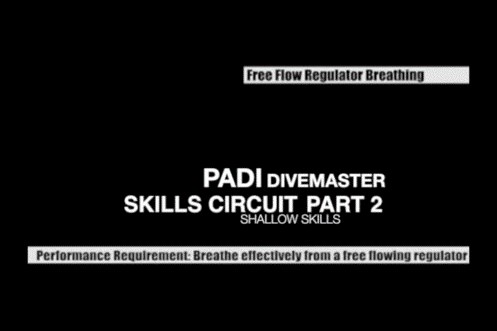 Free Flow Regulator Breathing
PADI DIVEMASTER
SKILLS CIRCUIT PART 2
SHALLOW SKILLS
Performance Requirement: Breathe effectively from a free flowing regulator